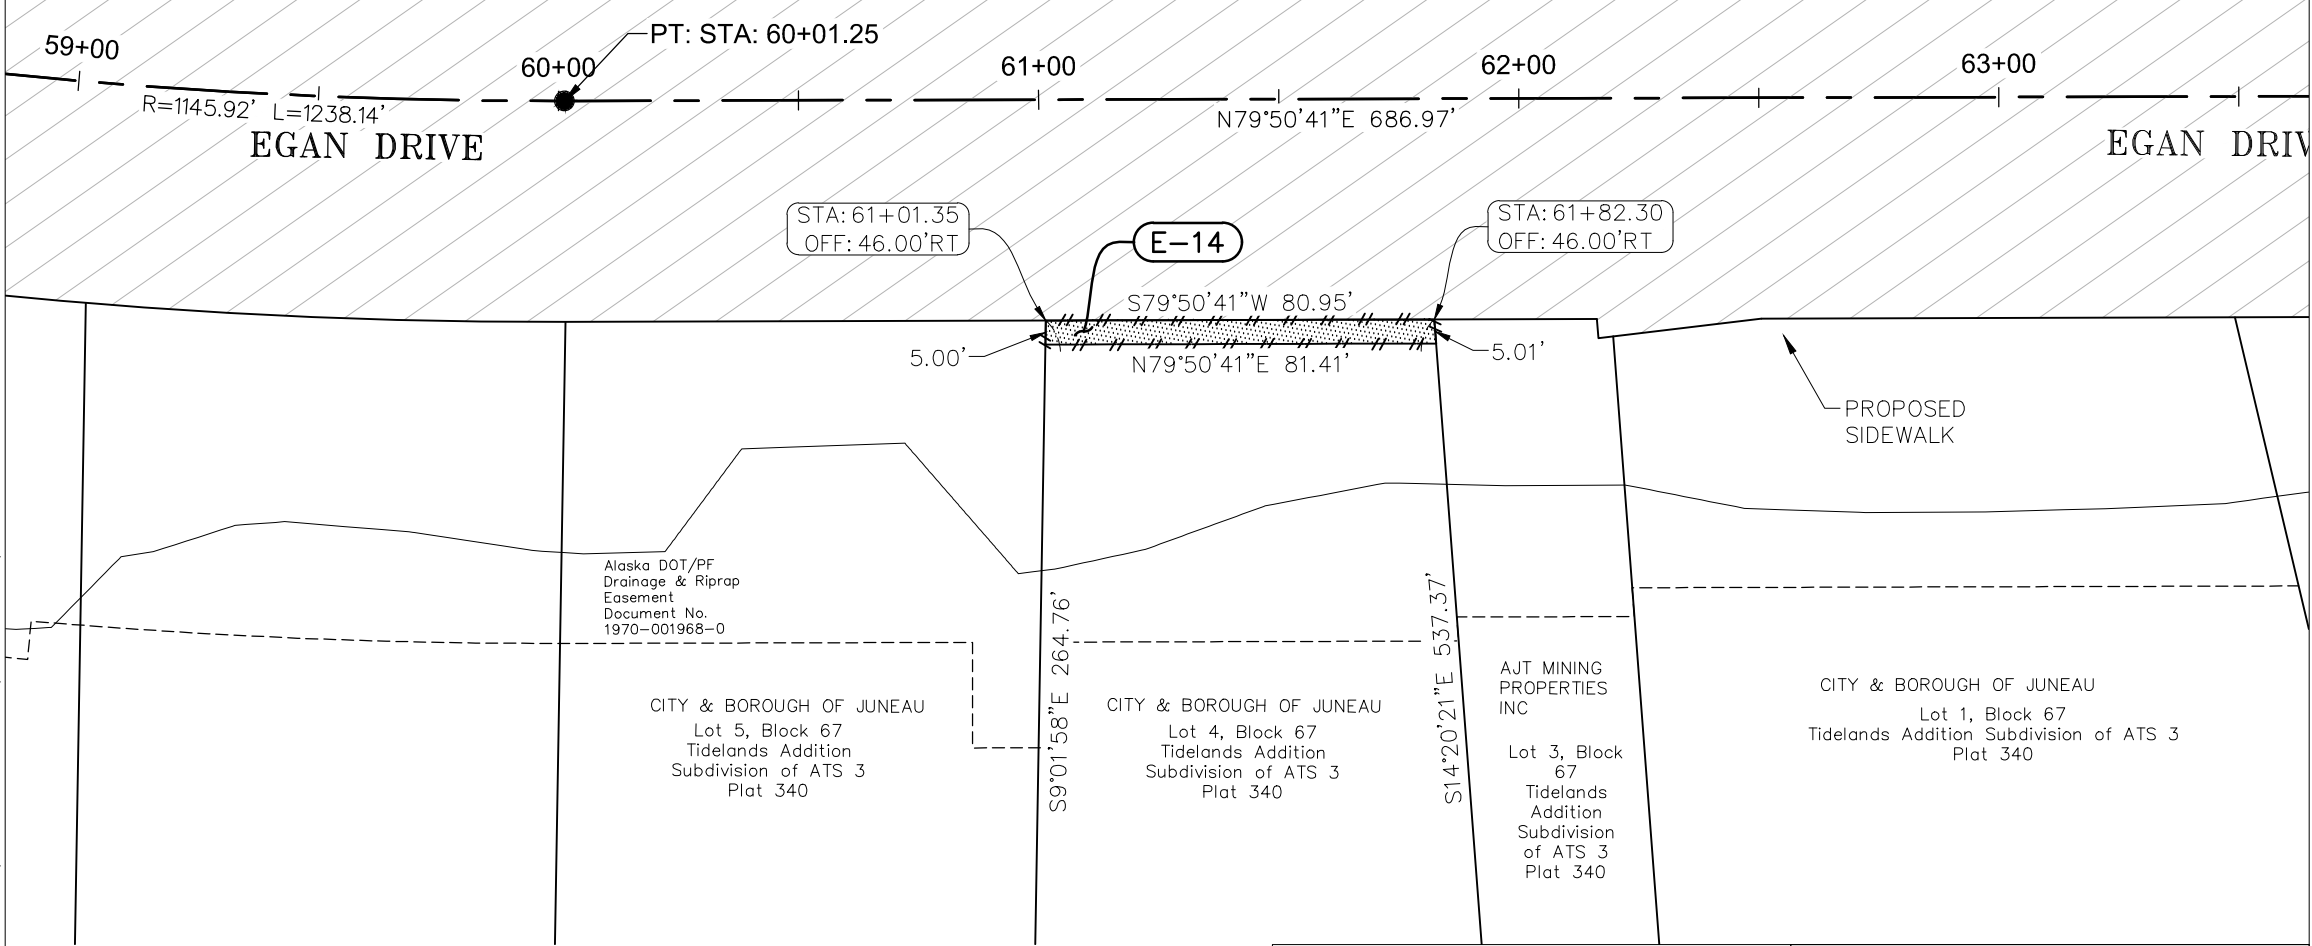 59+00
PT: STA: 60+01.25
60+00
61+00
62+00
63+00
R=1145.92' L=1238.14'
N79°50'41"E 686.97'
EGAN DRIVE
EGAN DRIV
STA: 61+01.35
OFF: 46.00'RT
E-14
STA: 61+82.30
OFF: 46.00'RT
S79°50'41"W 80.95'
5.00'
5.01'
N79°50'41"E 81.41'
PROPOSED
SIDEWALK
Alaska DOT/PF
Drainage & Riprap
Easement
Document No.
1970-001968-0
S9°01'58"E 264.76'
S14°20'21"E 537.37'
CITY & BOROUGH OF JUNEAU
Lot 5, Block 67
Tidelands Addition
Subdivision of ATS 3
Plat 340
CITY & BOROUGH OF JUNEAU
Lot 4, Block 67
Tidelands Addition
Subdivision of ATS 3
Plat 340
AJT MINING
PROPERTIES
INC
Lot 3, Block
67
Tidelands
Addition
Subdivision
of ATS 3
Plat 340
CITY & BOROUGH OF JUNEAU
Lot 1, Block 67
Tidelands Addition Subdivision of ATS 3
Plat 340